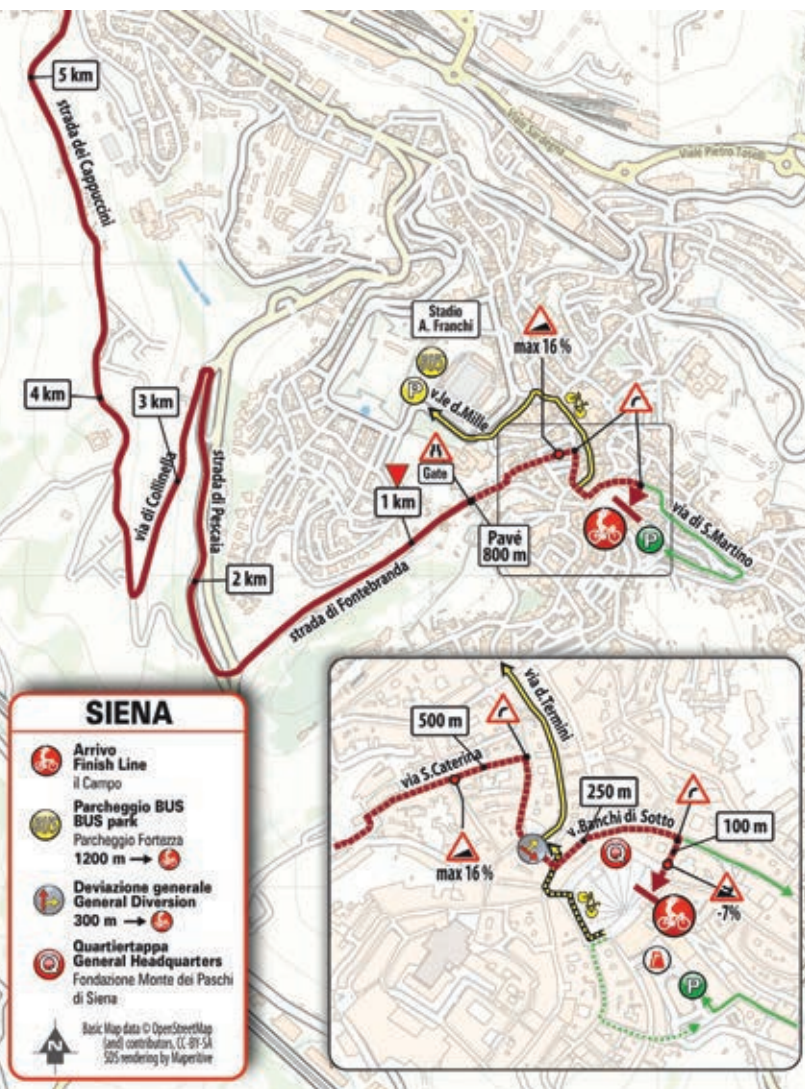 5 km
strada dei Cappuccini
Viale Sardegna
Viale Pietro Toselli
Stadio
A. Franchi
max 16 %
BUS
P
v.le d.Mille
4 km
3 km
via di Collinella
strada di Pescaia
Gate
1 km
Pavé
800 m
via di S.Martino
P
2 km
strada di Fontebranda
SIENA
Arrivo
Finish Line
il Campo
BUS
Parcheggio BUS
BUS park
Parcheggio Fortezza
1200 m
Deviazione generale
General Diversion
300 m
Q
Quartiertappa
General Headquarters
Fondazione Monte dei Paschi
di Siena
N
Basic Map data © OpenStreetMap
(and) contributors, CC-BY-SA
SDS rendering by Maperitive
via d.Termini
500 m
via S.Caterina
250 m
v.Banchi di Sotto
100 m
max 16 %
Q
-7%
P